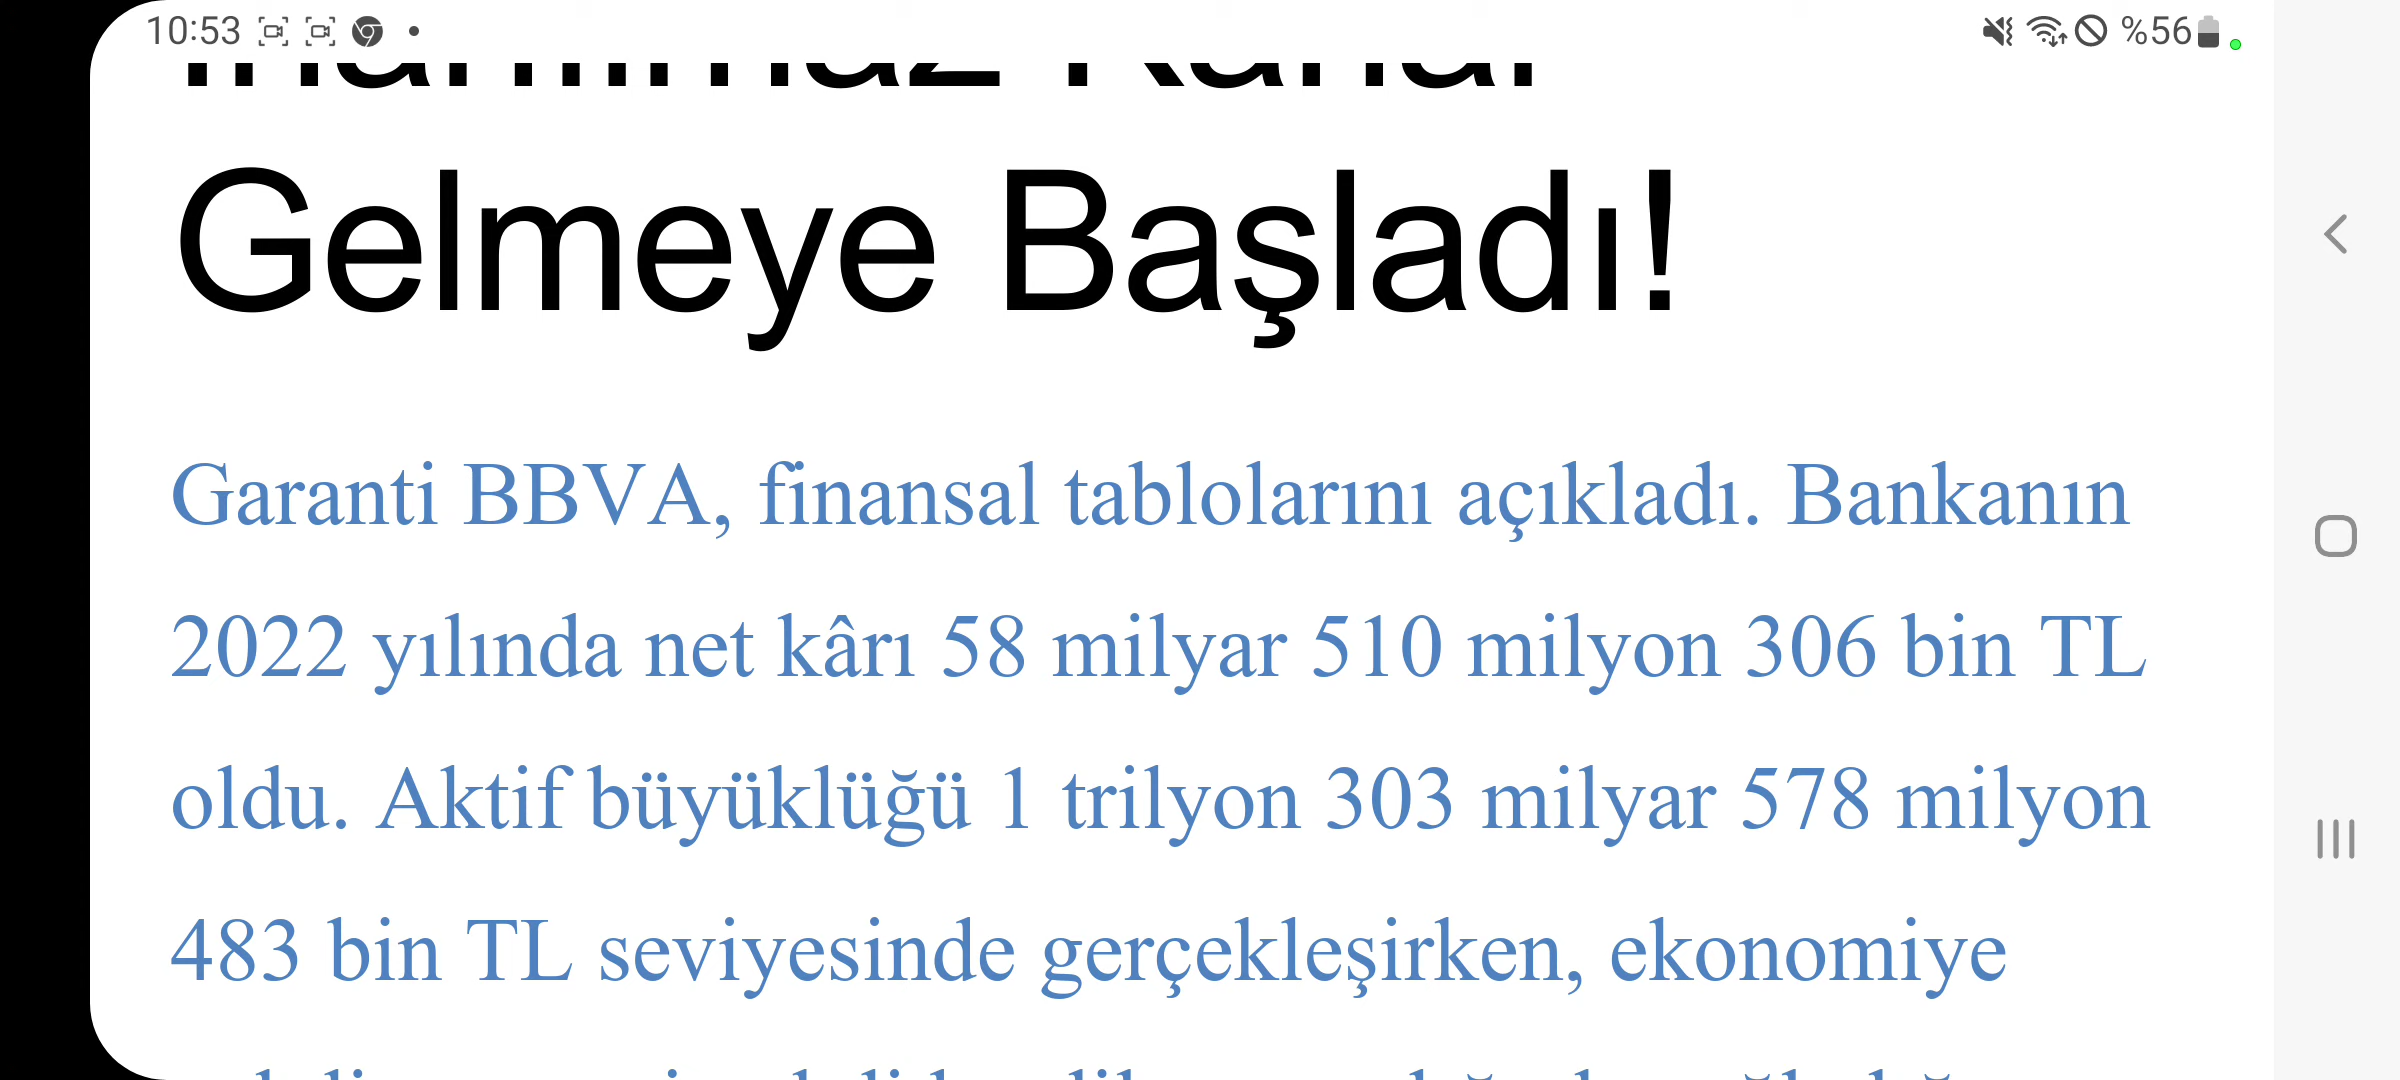 10:53 %56
Gelmeye Başladı!
Garanti BBVA, finansal tablolarını açıkladı. Bankanın
2022 yılında net kârı 58 milyar 510 milyon 306 bin TL
oldu. Aktif büyüklüğü 1 trilyon 303 milyar 578 milyon
483 bin TL seviyesinde gerçekleşirken, ekonomiye